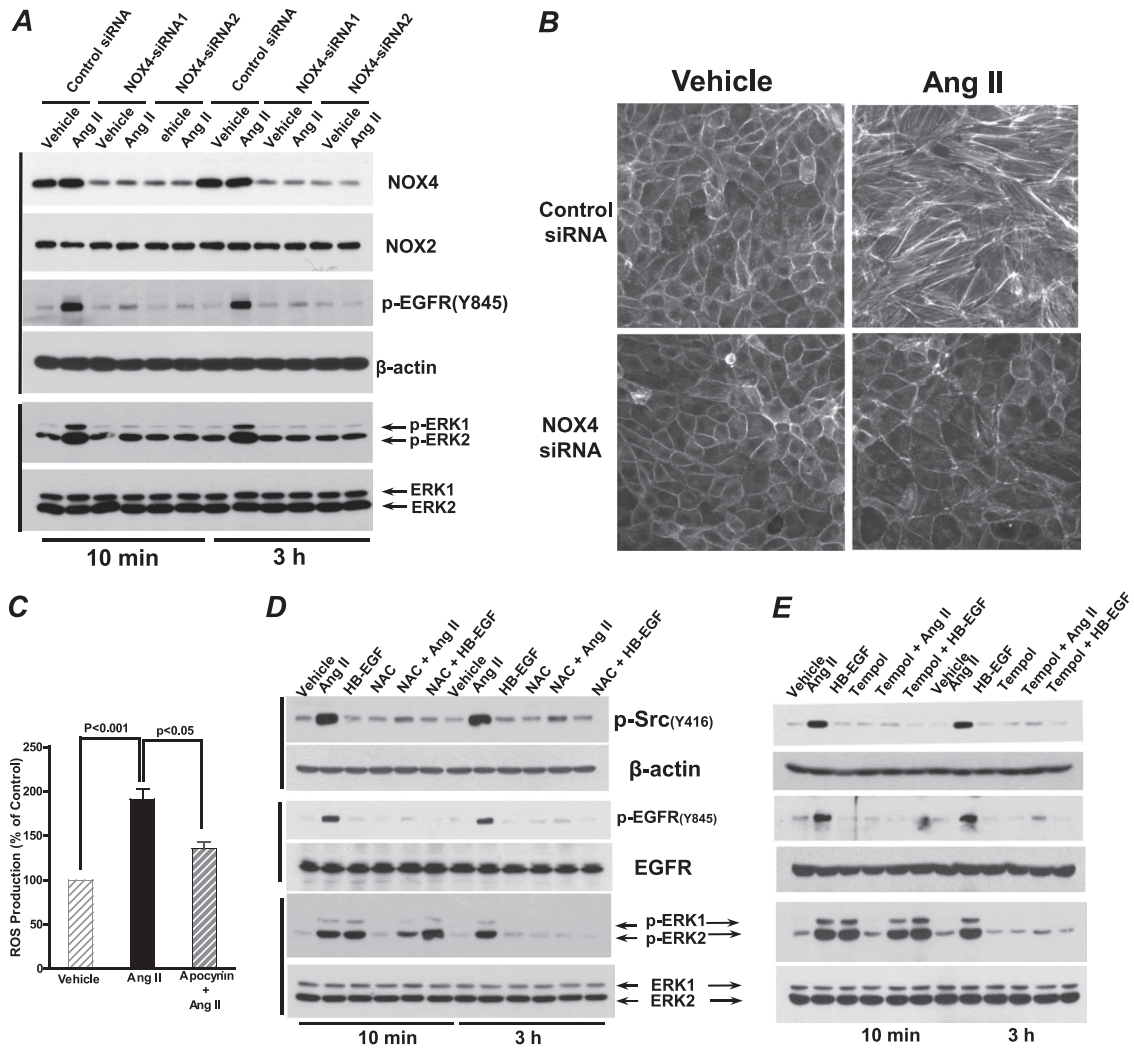 A
Control siRNA
NOX4-siRNA1
NOX4-siRNA2
Control siRNA
NOX4-siRNA1
NOX4-siRNA2
Vehicle
Ang II
Vehicle
Ang II
ehicle
Ang II
Vehicle
Ang II
Vehicle
Ang II
Vehicle
Ang II
NOX4
NOX2
p-EGFR(Y845)
β-actin
p-ERK1
p-ERK2
ERK1
ERK2
10 min
3 h
B
Vehicle
Ang II
Control
siRNA
NOX4
siRNA
C
ROS Production (% of Control)
250
200
150
100
50
0
P<0.001
p<0.05
Vehicle
Ang II
Apocynin
+
Ang II
D
Vehicle
Ang II
HB-EGF
NAC
NAC + Ang II
NAC + HB-EGF
Vehicle
Ang II
HB-EGF
NAC
NAC + Ang II
NAC + HB-EGF
p-Src(Y416)
β-actin
p-EGFR(Y845)
EGFR
p-ERK1
p-ERK2
ERK1
ERK2
10 min
3 h
E
Vehicle
Ang II
HB-EGF
Tempol
Tempol + Ang II
Tempol + HB-EGF
Vehicle
Ang II
HB-EGF
Tempol
Tempol + Ang II
Tempol + HB-EGF
10 min
3 h